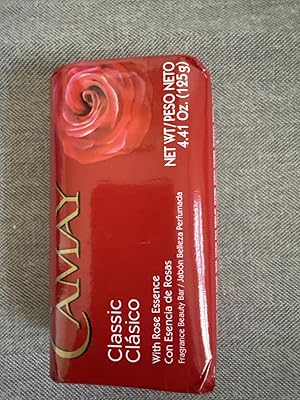 CAMAY
Classic
Clásico
With Rose Essence
Con Esencia de Rosas
Fragrance Beauty Bar / Jabón Belleza Perfumada
NET WT/PESO NETO
4.41 Oz. (125g)